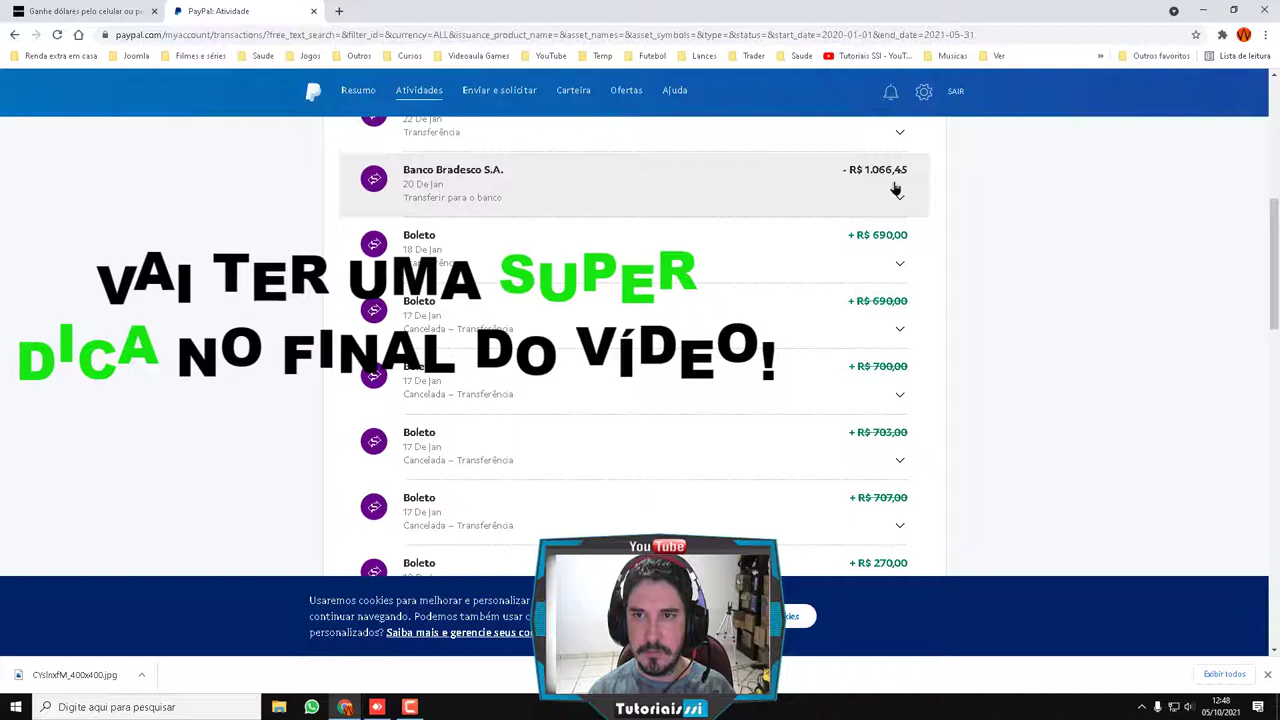 Ganhe dólares pelo celular ou pe
PayPal: Atividade
paypal.com/myaccount/transactions/?free_text_search=&filter_id=&currency=ALL&issuance_product_name=&asset_names=&asset_symbols=&type=&status=&start_date=2020-01-01&end_date=2021-05-31
Renda extra em casa
Joomla
Filmes e séries
Saude
Jogos
Outros
Cursos
Videoaula Games
YouTube
Temp
Futebol
Lances
Trader
Saude
Tutoriais SSI - YouT...
Musicas
Ver
»
Outros favoritos
Lista de leitura
Resumo
Atividades
Enviar e solicitar
Carteira
Ofertas
Ajuda
SAIR
22 De Jan
Transferência
Banco Bradesco S.A.
- R$ 1.066,45
20 De Jan
Transferir para o banco
Boleto
+ R$ 690,00
18 De Jan
VAI TER UMA SUPER
DICA NO FINAL DO VÍDEO!
Boleto
+ R$ 690,00
17 De Jan
Cancelada – Transferência
+ R$ 700,00
17 De Jan
Cancelada – Transferência
Boleto
+ R$ 703,00
17 De Jan
Cancelada – Transferência
Boleto
+ R$ 707,00
17 De Jan
Cancelada – Transferência
Boleto
+ R$ 270,00
You Tube
Usaremos cookies para melhorar e personalizar
continuar navegando. Podemos também usar
personalizados? Saiba mais e gerencie seus
CYsInxfM_400x400.jpg
Exibir todos
Digite aqui para pesquisar
Tutoriaisssi
12:48
05/10/2021